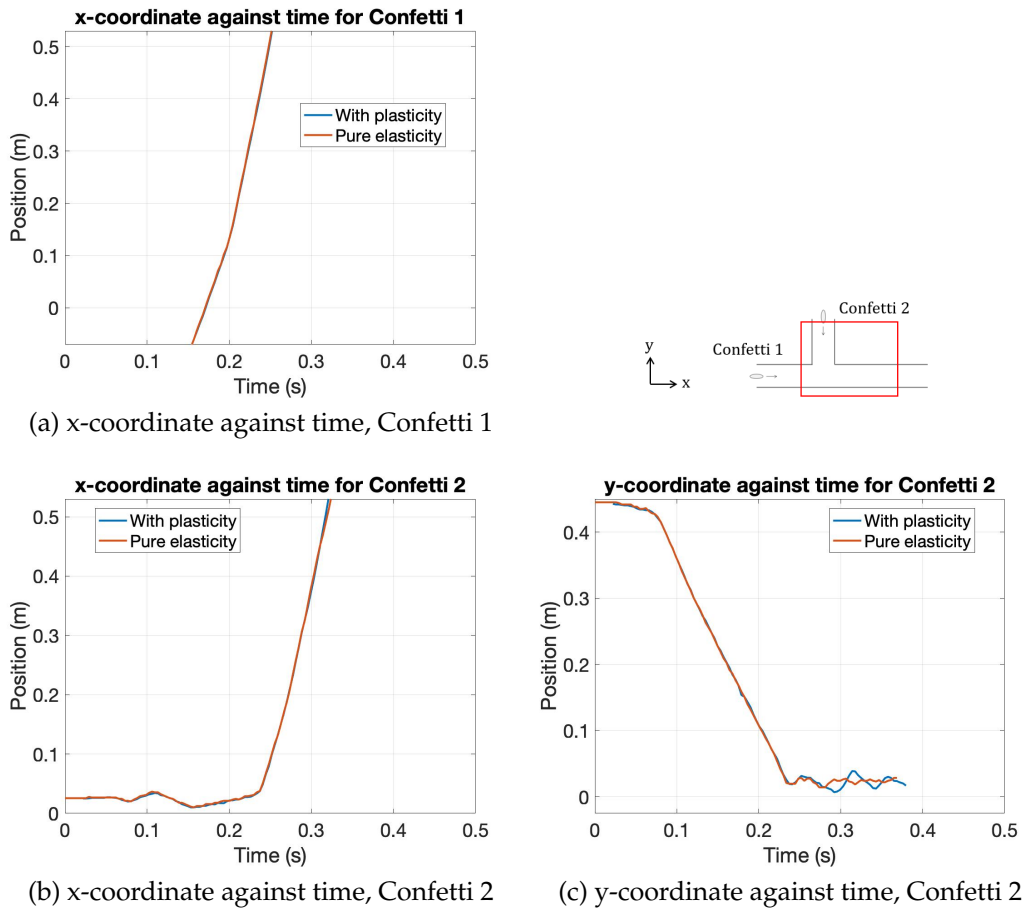 x-coordinate against time for Confetti 1
0.5
0.4
0.3
0.2
0.1
0
Position (m)
With plasticity
Pure elasticity
0 0.1 0.2 0.3 0.4 0.5
Time (s)
(a) x-coordinate against time, Confetti 1
Confetti 2
Confetti 1
y
x
x-coordinate against time for Confetti 2
0.5
0.4
0.3
0.2
0.1
0
Position (m)
With plasticity
Pure elasticity
0 0.1 0.2 0.3 0.4 0.5
Time (s)
(b) x-coordinate against time, Confetti 2
y-coordinate against time for Confetti 2
0.4
0.3
0.2
0.1
0
Position (m)
With plasticity
Pure elasticity
0 0.1 0.2 0.3 0.4 0.5
Time (s)
(c) y-coordinate against time, Confetti 2